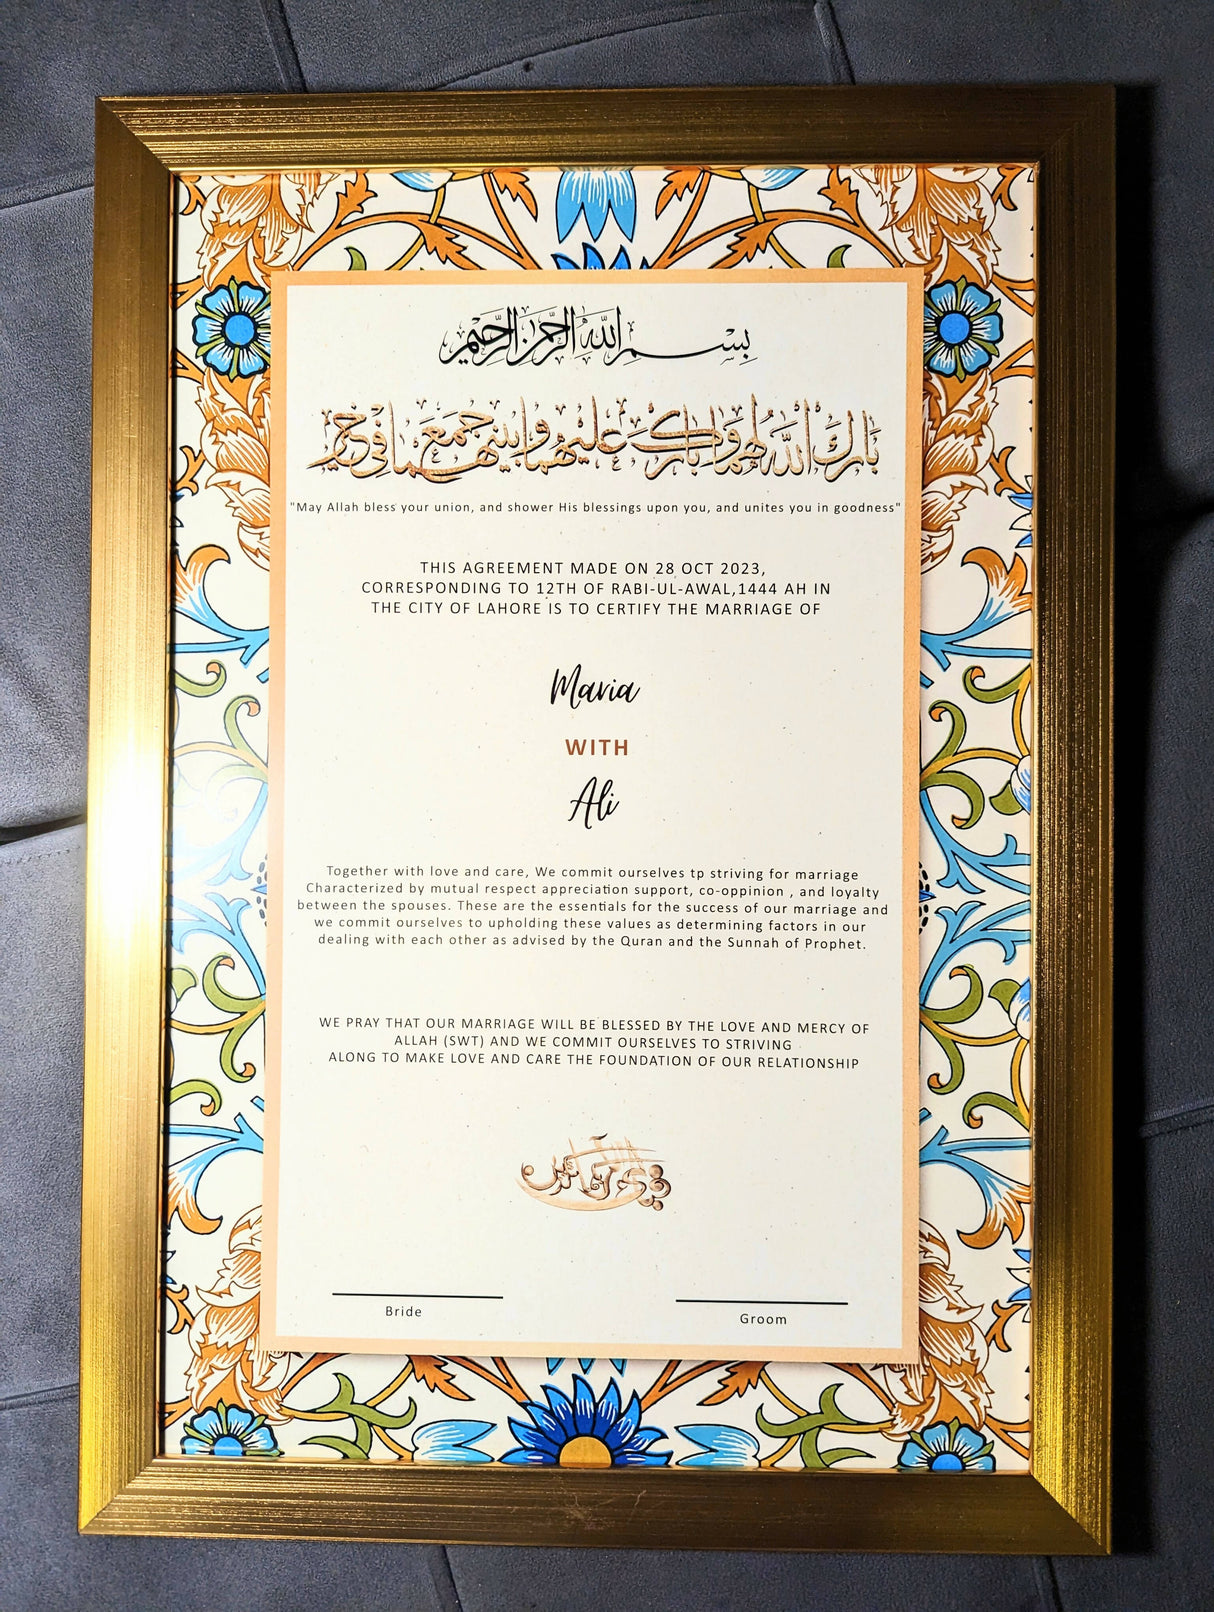 بسم الله الرحمن الرحيم
بارك الله لهما وبارك عليهما وجمع بينهما في خير
"May Allah bless your union, and shower His blessings upon you, and unites you in goodness"
THIS AGREEMENT MADE ON 28 OCT 2023,
CORRESPONDING TO 12TH OF RABI-UL-AWAL,1444 AH IN
THE CITY OF LAHORE IS TO CERTIFY THE MARRIAGE OF
Maria
WITH
Ali
Together with love and care, We commit ourselves tp striving for marriage
Characterized by mutual respect appreciation support, co-oppinion , and loyalty
between the spouses. These are the essentials for the success of our marriage and
we commit ourselves to upholding these values as determining factors in our
dealing with each other as advised by the Quran and the Sunnah of Prophet.
WE PRAY THAT OUR MARRIAGE WILL BE BLESSED BY THE LOVE AND MERCY OF
ALLAH (SWT) AND WE COMMIT OURSELVES TO STRIVING
ALONG TO MAKE LOVE AND CARE THE FOUNDATION OF OUR RELATIONSHIP
Bride
Groom